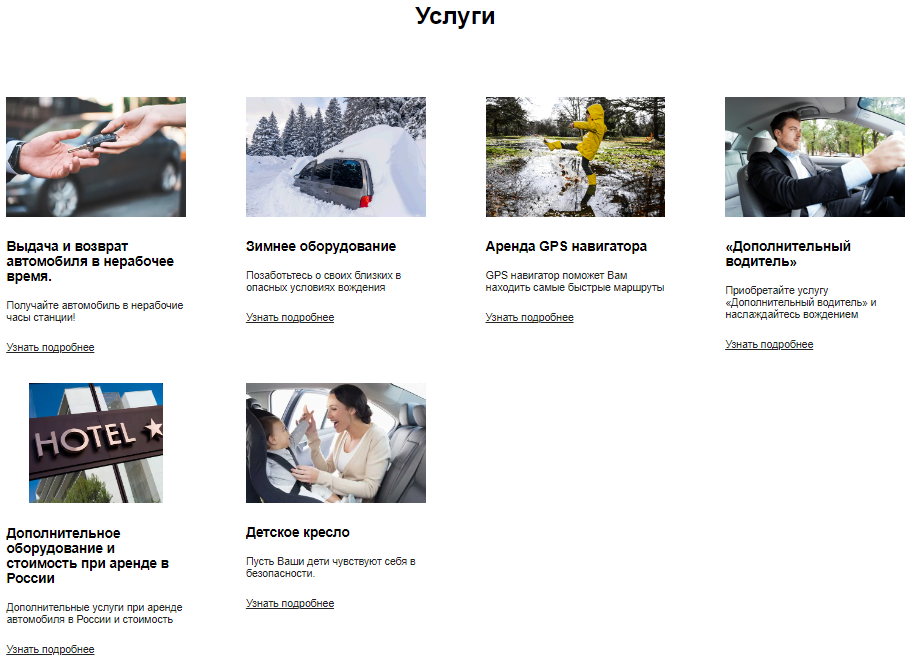 Услуги
Выдача и возврат
автомобиля в нерабочее
время.
Получайте автомобиль в нерабочие
часы станции!
Узнать подробнее
Зимнее оборудование
Позаботьтесь о своих близких в
опасных условиях вождения
Узнать подробнее
Аренда GPS навигатора
GPS навигатор поможет Вам
находить самые быстрые маршруты
Узнать подробнее
«Дополнительный
водитель»
Приобретайте услугу
«Дополнительный водитель» и
наслаждайтесь вождением
Узнать подробнее
HOTEL
Дополнительное
оборудование и
стоимость при аренде в
России
Дополнительные услуги при аренде
автомобиля в России и стоимость
Узнать подробнее
Детское кресло
Пусть Ваши дети чувствуют себя в
безопасности.
Узнать подробнее